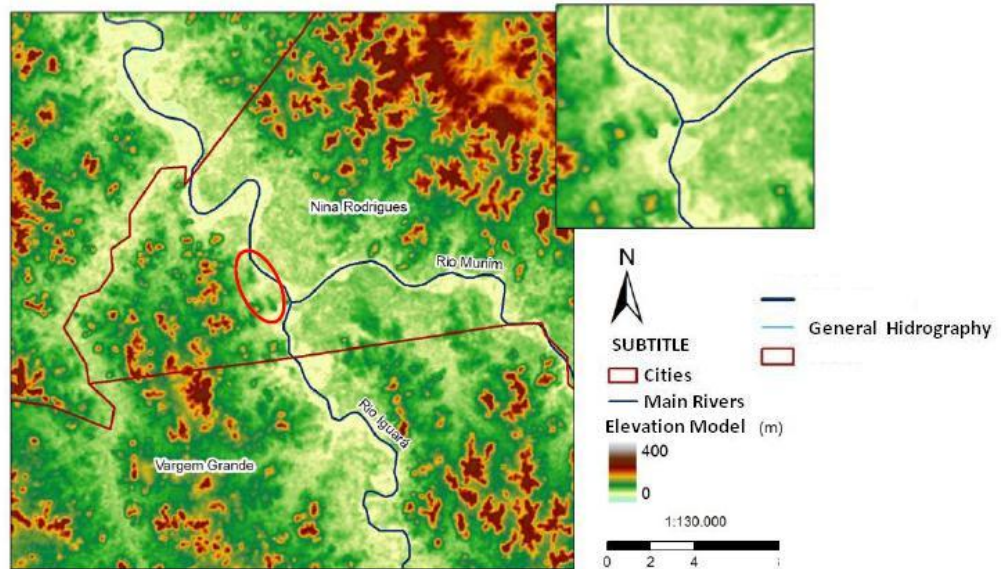 Nina Rodrigues
Rio Munim
Rio Iguará
Vargem Grande
N
SUBTITLE
Cities
Main Rivers
Elevation Model (m)
400
0
General Hidrography
1:130.000
0 2 4